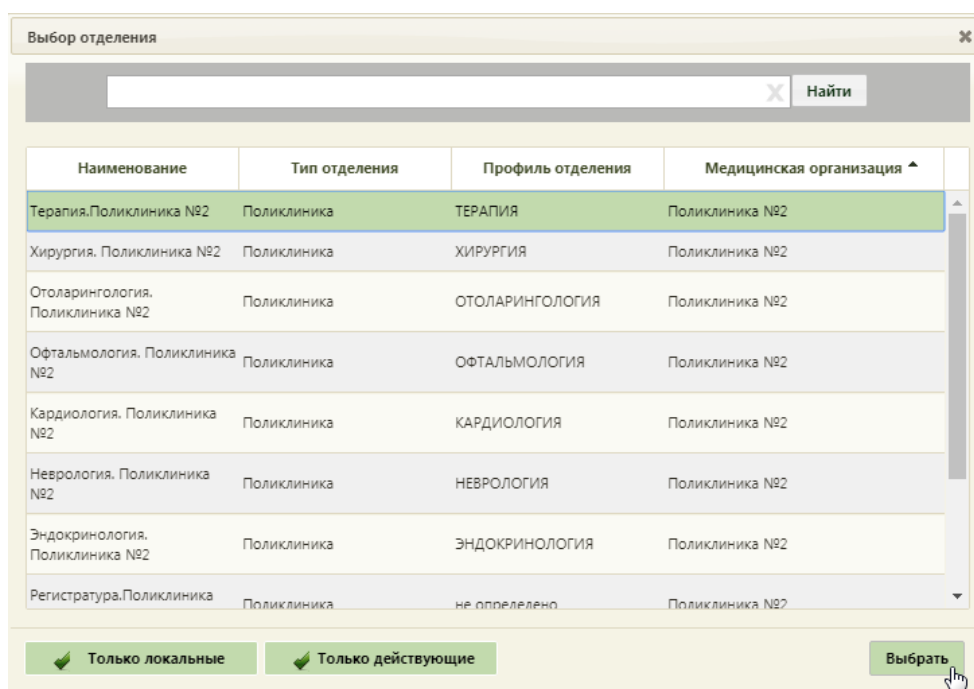 Выбор отделения
Найти
Наименование Тип отделения Профиль отделения Медицинская организация
Терапия.Поликлиника №2 Поликлиника ТЕРАПИЯ Поликлиника №2
Хирургия. Поликлиника №2 Поликлиника ХИРУРГИЯ Поликлиника №2
Отоларингология.
Поликлиника №2 Поликлиника ОТОЛАРИНГОЛОГИЯ Поликлиника №2
Офтальмология. Поликлиника
№2 Поликлиника ОФТАЛЬМОЛОГИЯ Поликлиника №2
Кардиология. Поликлиника
№2 Поликлиника КАРДИОЛОГИЯ Поликлиника №2
Неврология. Поликлиника
№2 Поликлиника НЕВРОЛОГИЯ Поликлиника №2
Эндокринология.
Поликлиника №2 Поликлиника ЭНДОКРИНОЛОГИЯ Поликлиника №2
Регистратура.Поликлиника
Поликлиника не определено Поликлиника №2
Только локальные Только действующие Выбрать